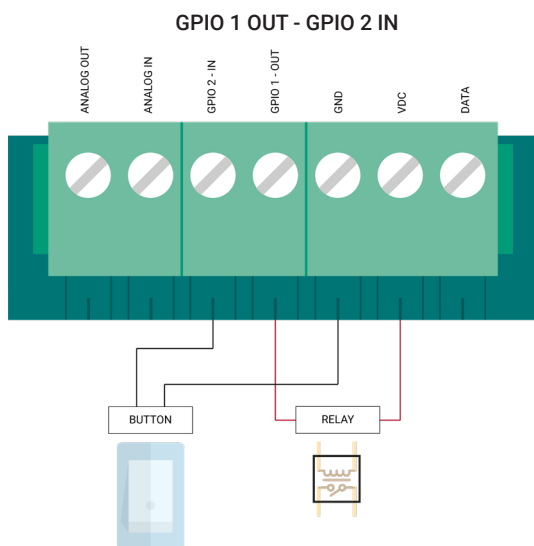 GPIO 1 OUT - GPIO 2 IN
ANALOG OUT
ANALOG IN
GPIO 2 - IN
GPIO 1 - OUT
GND
VDC
DATA
BUTTON
RELAY